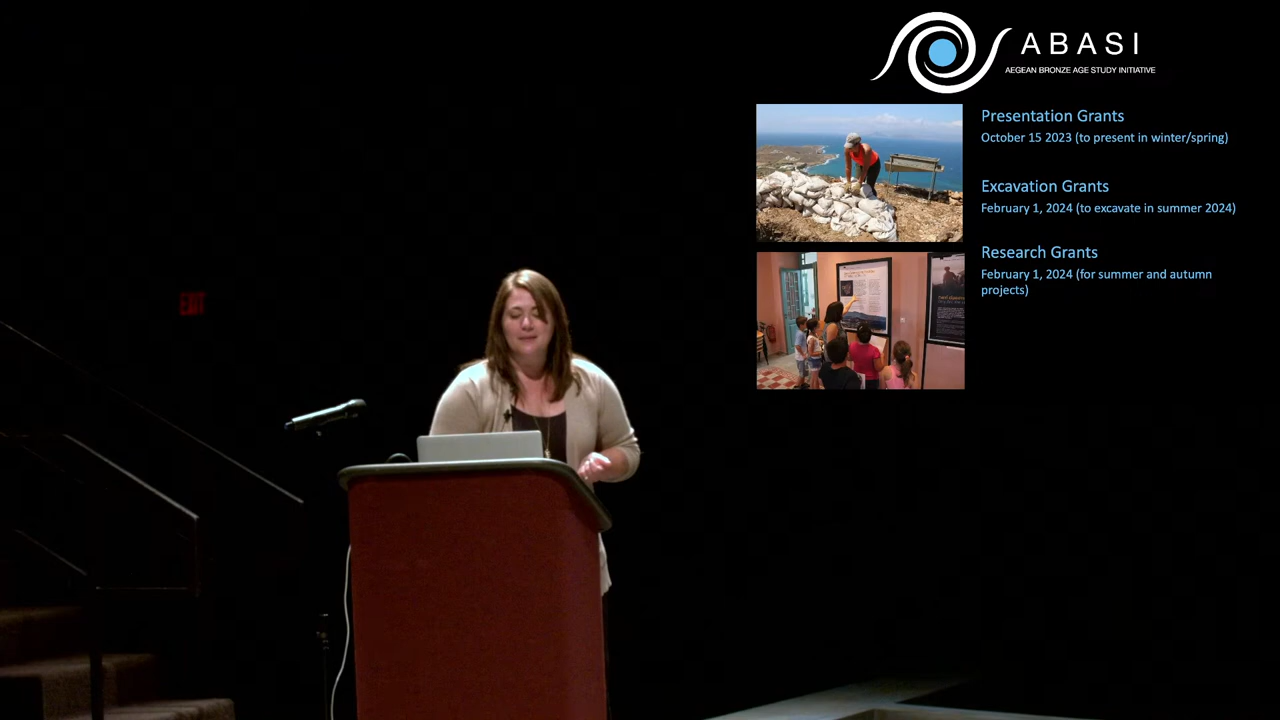 ABASI
AEGEAN BRONZE AGE STUDY INITIATIVE
Presentation Grants
October 15 2023 (to present in winter/spring)
Excavation Grants
February 1, 2024 (to excavate in summer 2024)
Research Grants
February 1, 2024 (for summer and autumn
projects)
EXIT